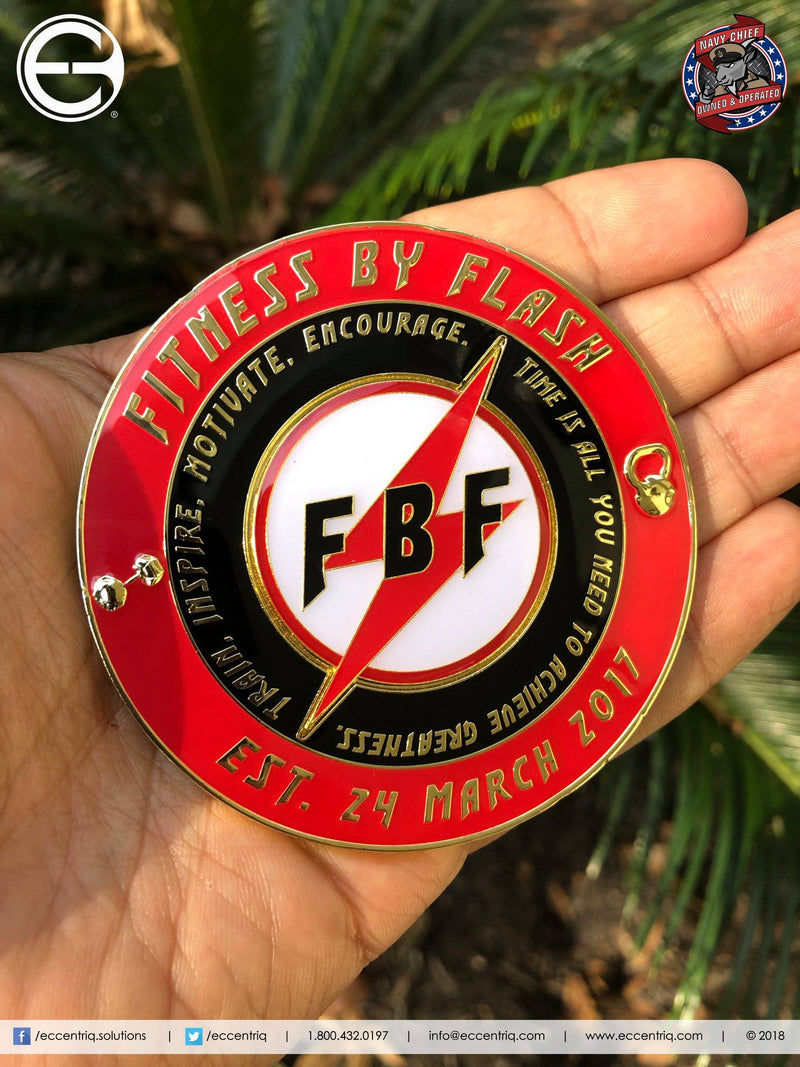 NAVY CHIEF
OWNED & OPERATED
FITNESS BY FLASH
TRAIN, INSPIRE, MOTIVATE, ENCOURAGE.
TIME IS ALL YOU NEED TO ACHIEVE GREATNESS.
FBF
EST. 24 MARCH 2017
/eccentriq.solutions | /eccentriq | 1.800.432.0197 | info@eccentriq.com | www.eccentriq.com | © 2018